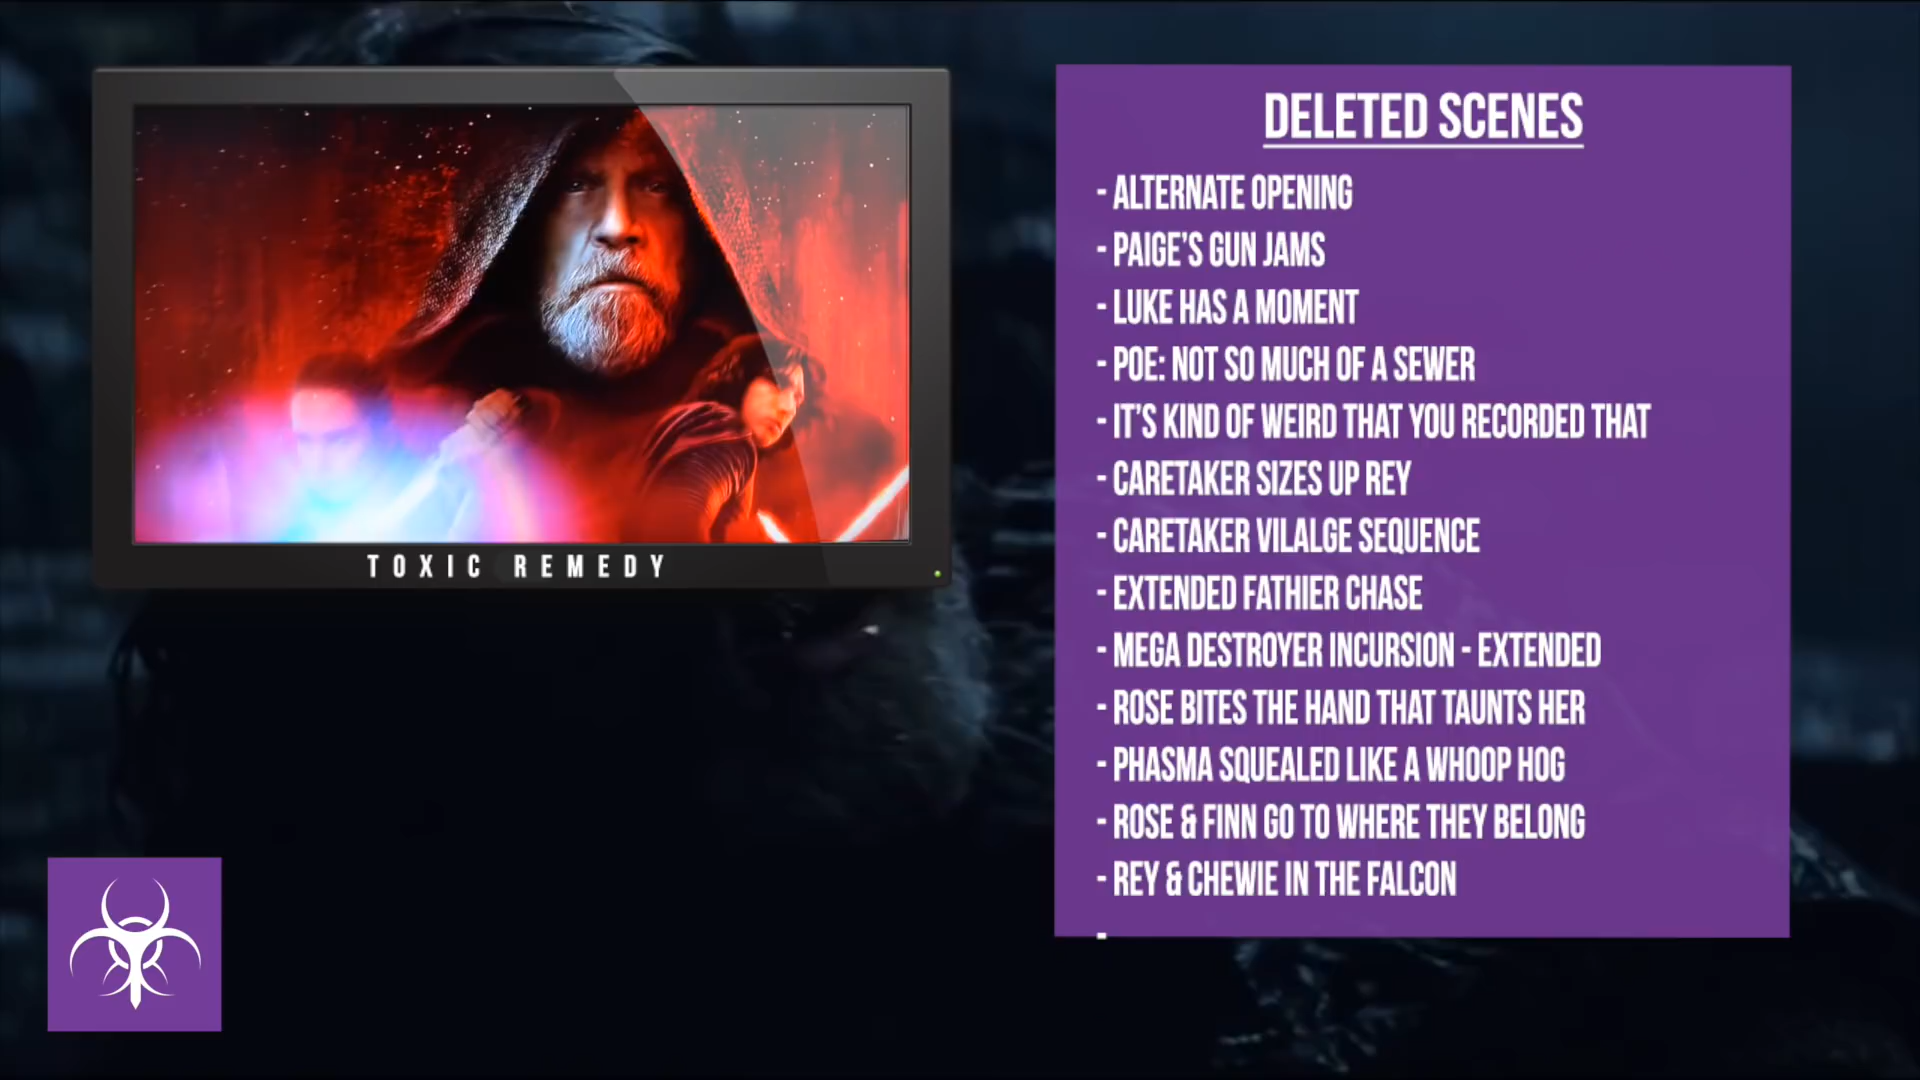 DELETED SCENES
- ALTERNATE OPENING
- PAIGE'S GUN JAMS
- LUKE HAS A MOMENT
- POE: NOT SO MUCH OF A SEWER
- IT'S KIND OF WEIRD THAT YOU RECORDED THAT
- CARETAKER SIZES UP REY
- CARETAKER VILALGE SEQUENCE
- EXTENDED FATHIER CHASE
- MEGA DESTROYER INCURSION - EXTENDED
- ROSE BITES THE HAND THAT TAUNTS HER
- PHASMA SQUEALED LIKE A WHOOP HOG
- ROSE & FINN GO TO WHERE THEY BELONG
- REY & CHEWIE IN THE FALCON
-
TOXIC REMEDY